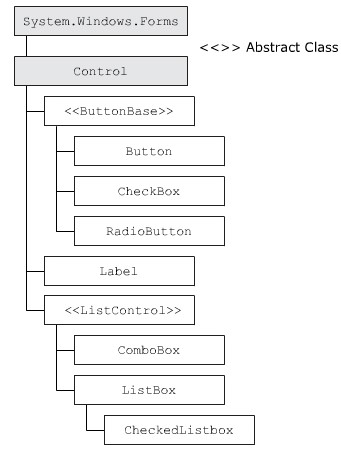 System.Windows.Forms
<<>> Abstract Class
Control
<<ButtonBase>>
Button
CheckBox
RadioButton
Label
<<ListControl>>
ComboBox
ListBox
CheckedListbox